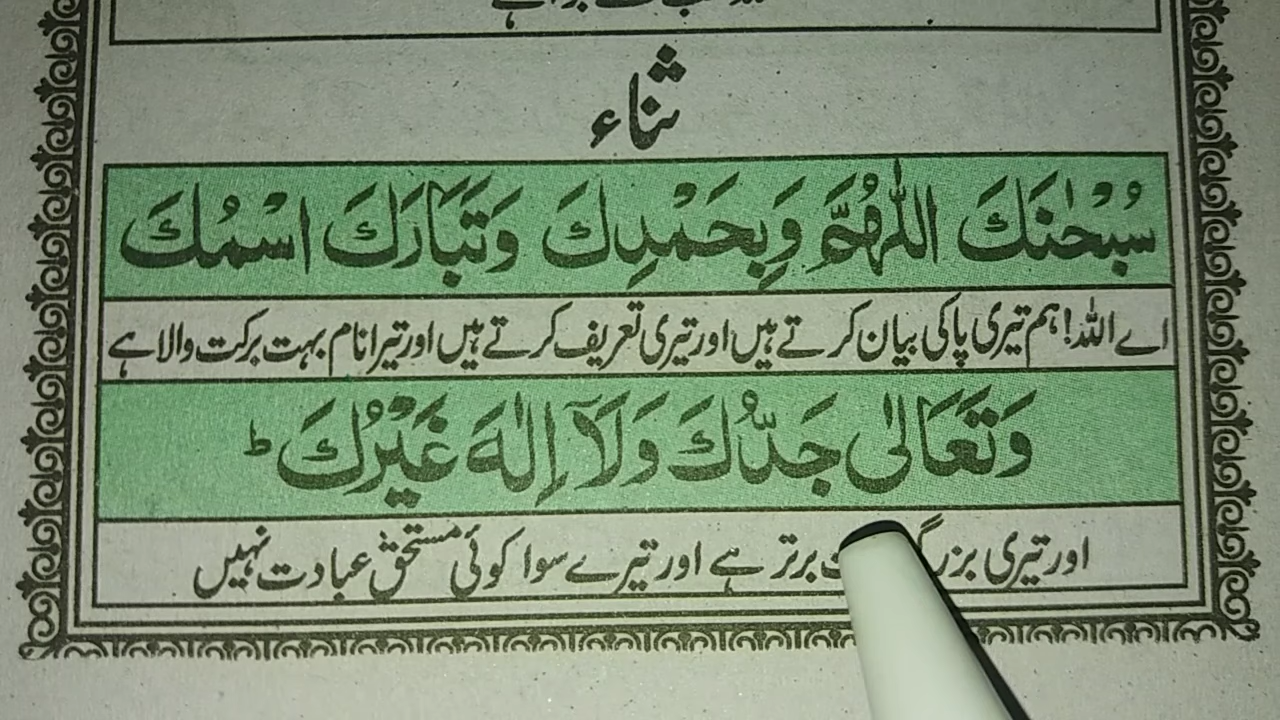 ثناء
سُبْحٰنَكَ اللّٰهُمَّ وَبِحَمْدِكَ وَتَبَارَكَ اسْمُكَ
اے اللہ! ہم تیری پاکی بیان کرتے ہیں اور تیری تعریف کرتے ہیں اور تیرا نام بہت برکت والا ہے
وَتَعَالٰی جَدُّكَ وَلَآ اِلٰهَ غَيْرُكَ ط
اور تیری برتر ہے اور تیرے سوا کوئی مستحق عبادت نہیں